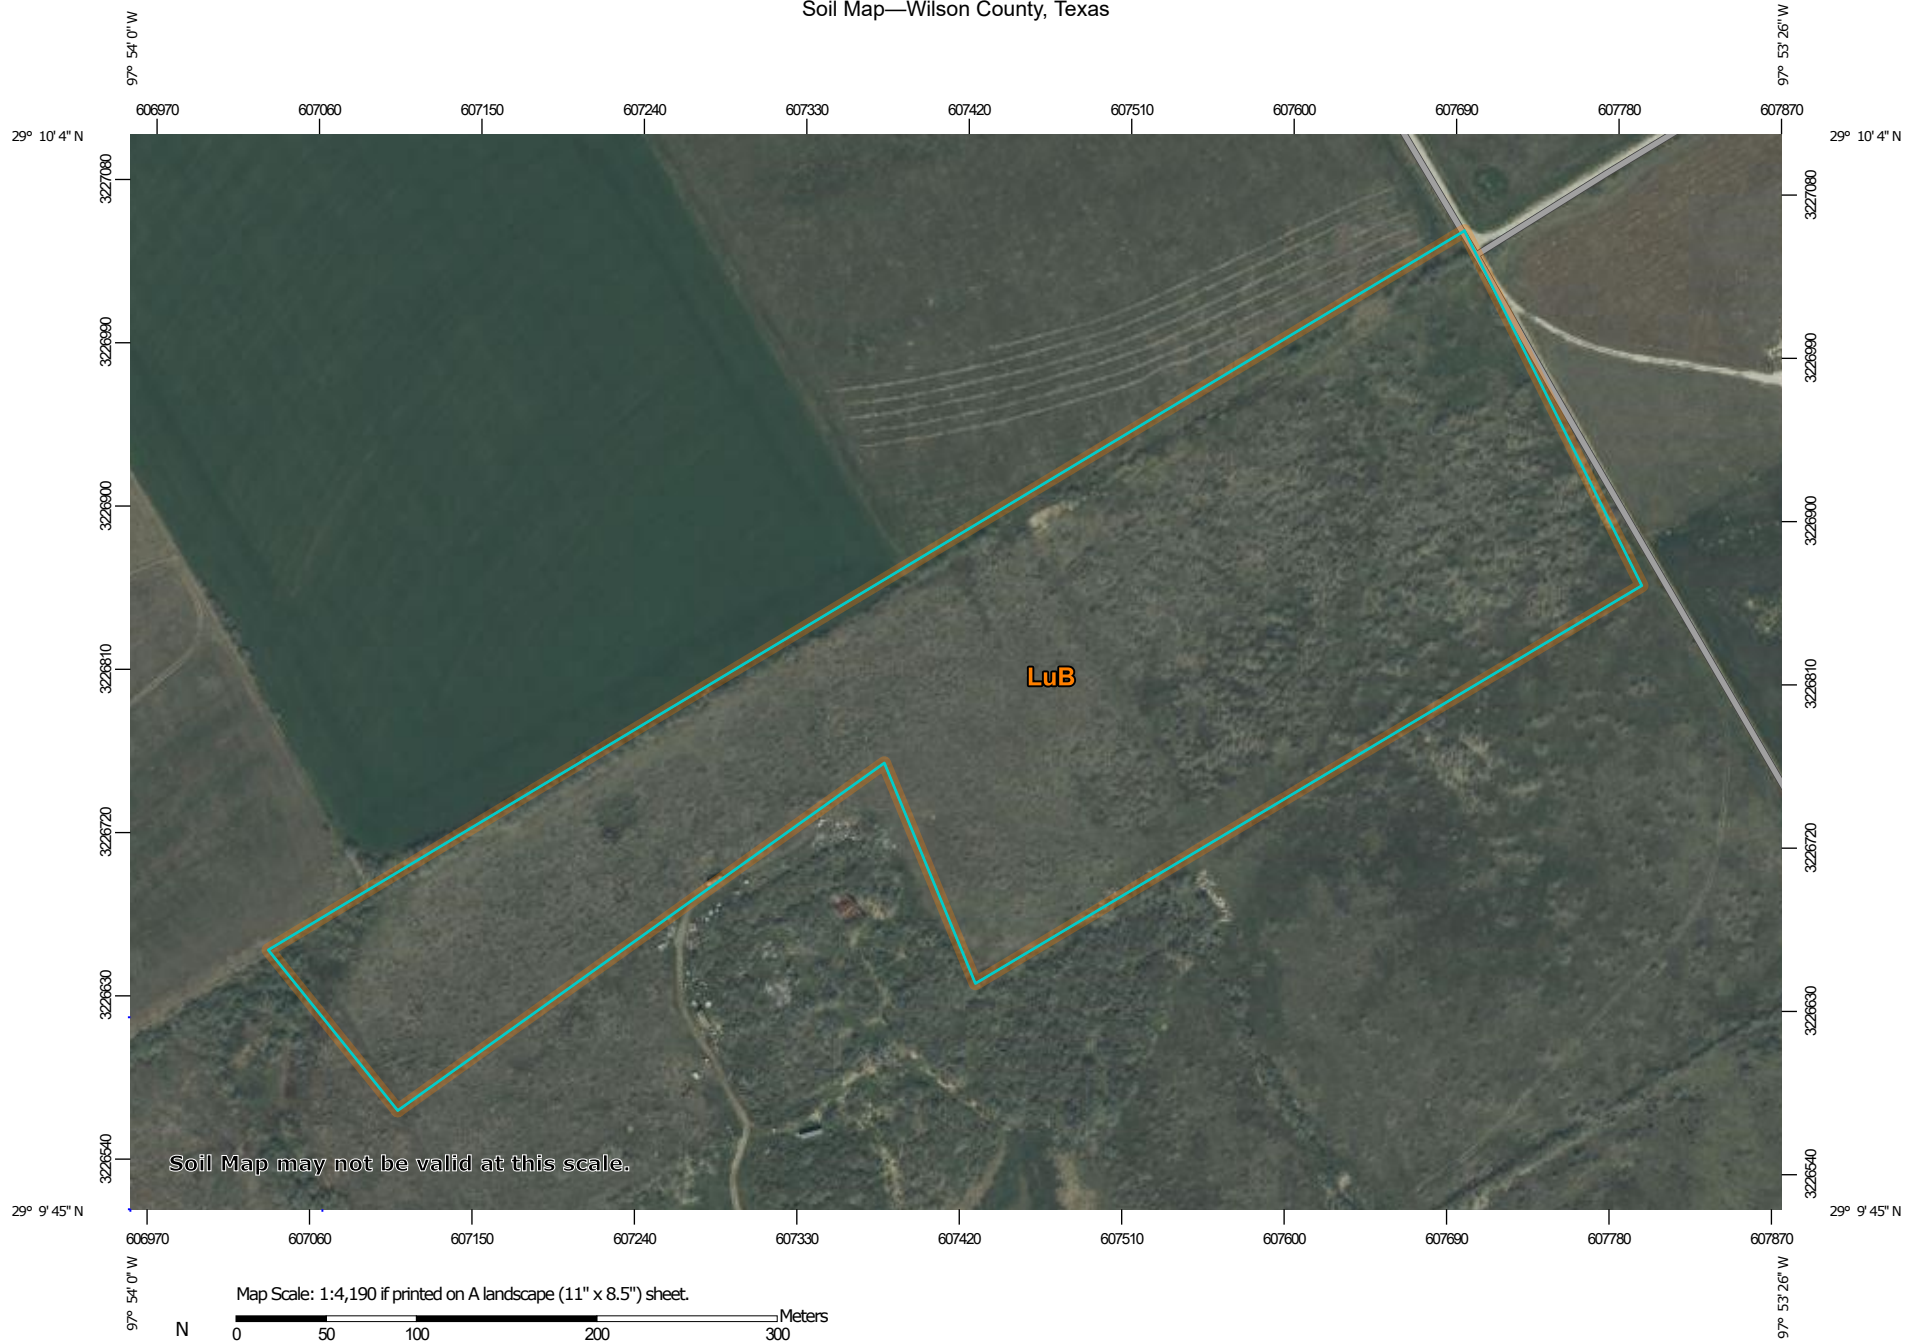 Soil Map—Wilson County, Texas
97° 54' 0'' W
97° 53' 26'' W
606970 607060 607150 607240 607330 607420 607510 607600 607690 607780 607870
29° 10' 4'' N
29° 10' 4'' N
3227080
3227080
3226990
3226990
3226900
3226900
3226810
3226810
LuB
3226720
3226720
3226630
3226630
3226540
3226540
Soil Map may not be valid at this scale.
29° 9' 45'' N
29° 9' 45'' N
606970 607060 607150 607240 607330 607420 607510 607600 607690 607780 607870
97° 54' 0'' W
97° 53' 26'' W
Map Scale: 1:4,190 if printed on A landscape (11" x 8.5") sheet.
Meters
N
0 50 100 200 300